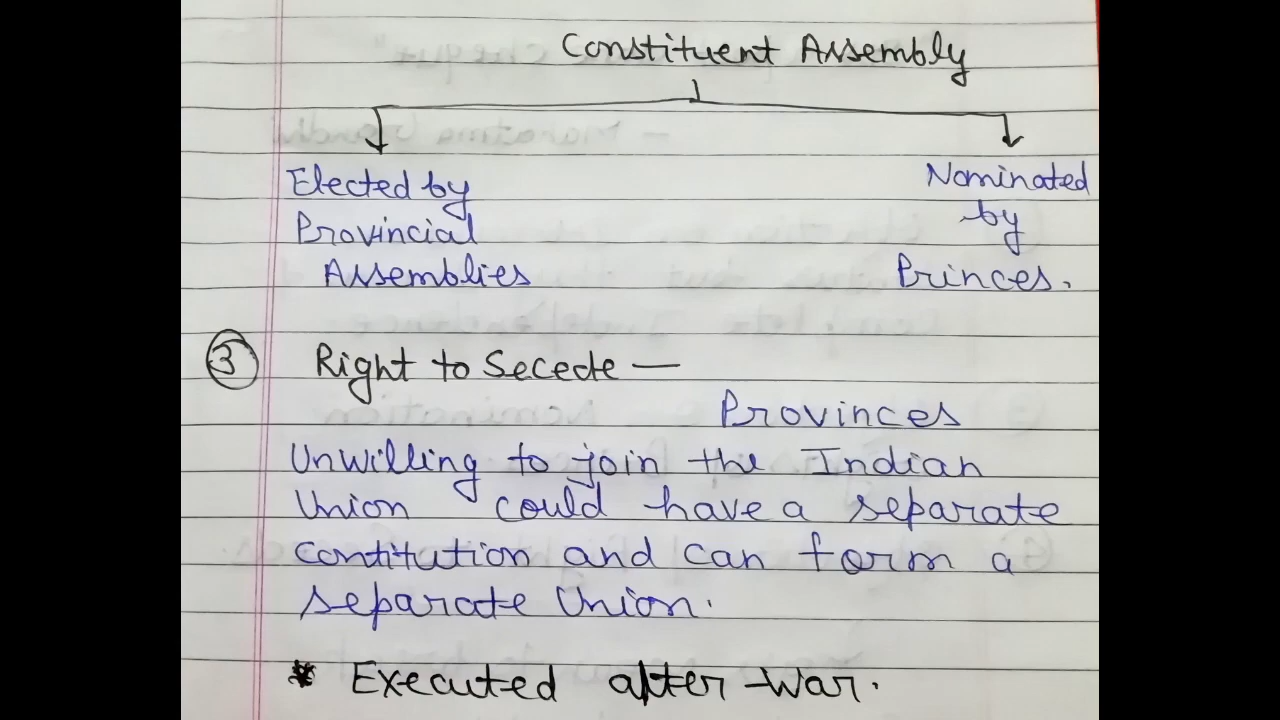 Constituent Assembly
Elected by
Provincial
Assemblies
Nominated
by
Princes.
3 Right to Secede —
Provinces
Unwilling to join the Indian
Union could have a separate
contitution and can form a
separate Union.
* Executed after war.